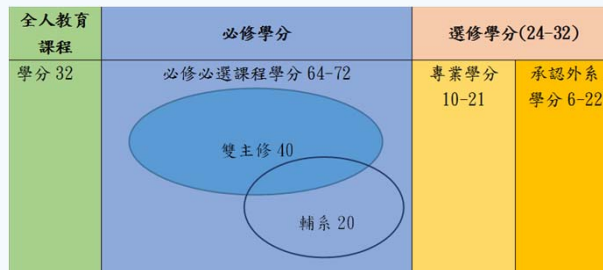 全人教育
課程
必修學分
選修學分(24-32)
學分 32
必修必選課程學分 64-72
專業學分
10-21
承認外系
學分 6-22
雙主修 40
輔系 20